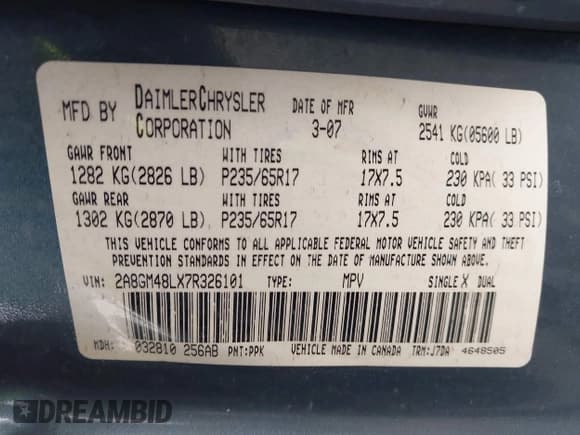 MFD BY DAIMLERCHRYSLER CORPORATION DATE OF MFR 3-07 GVWR 2541 KG(05600 LB)
GAWR FRONT WITH TIRES RIMS AT COLD
1282 KG(2826 LB) P235/65R17 17X7.5 230 KPA( 33 PSI)
GAWR REAR WITH TIRES RIMS AT COLD
1302 KG(2870 LB) P235/65R17 17X7.5 230 KPA( 33 PSI)
THIS VEHICLE CONFORMS TO ALL APPLICABLE FEDERAL MOTOR VEHICLE SAFETY AND THEFT
PREVENTION STANDARDS IN EFFECT ON THE DATE OF MANUFACTURE SHOWN ABOVE.
VIN: 2A8GM48LX7R326101 TYPE: MPV SINGLE X DUAL
MDH: 032810 256AB PNT:PPK VEHICLE MADE IN CANADA TRM:J7DA 4648505
DREAMBID